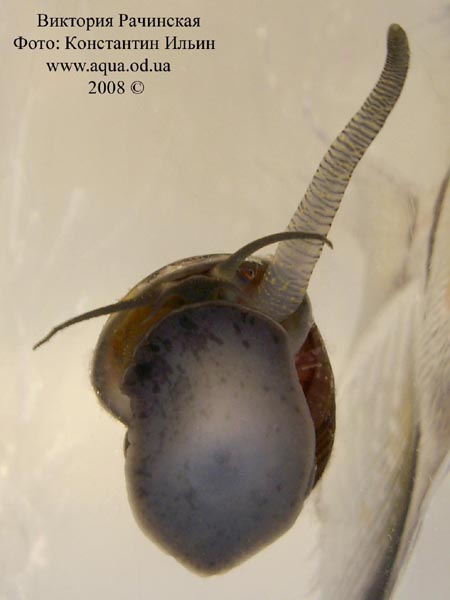 Виктория Рачинская
Фото: Константин Ильин
www.aqua.od.ua
2008 ©